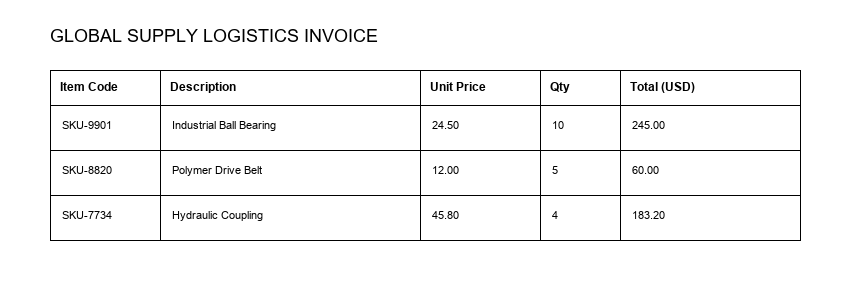 GLOBAL SUPPLY LOGISTICS INVOICE
Item Code Description Unit Price Qty Total (USD)
SKU-9901 Industrial Ball Bearing 24.50 10 245.00
SKU-8820 Polymer Drive Belt 12.00 5 60.00
SKU-7734 Hydraulic Coupling 45.80 4 183.20